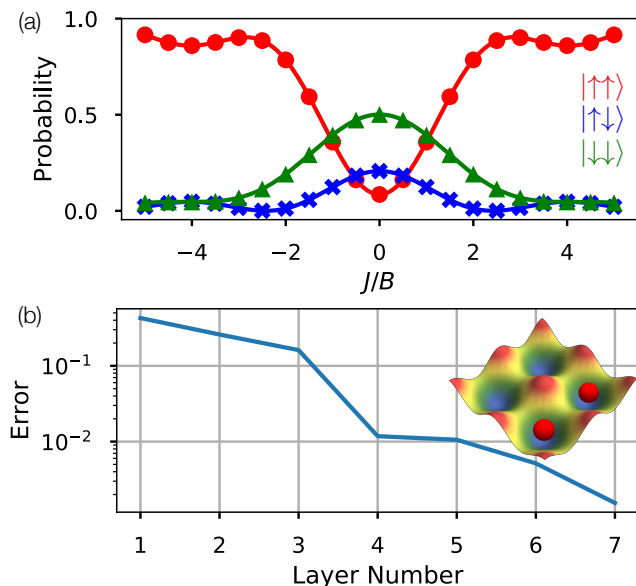 (a)
1.0
0.5
0.0
Probability
|↑↑⟩
|↑↓⟩
|↓↓⟩
−4 −2 0 2 4
J/B
(b)
10⁻¹
10⁻²
Error
1 2 3 4 5 6 7
Layer Number